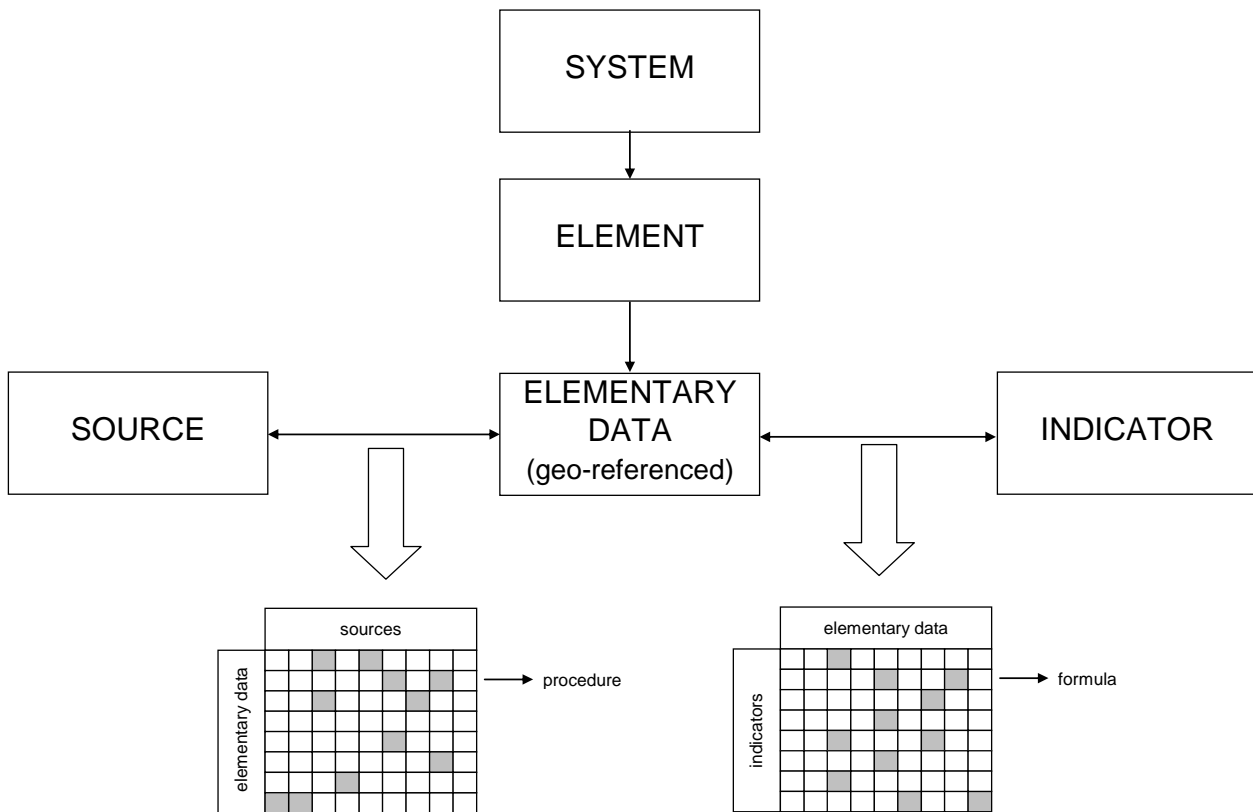 SYSTEM
ELEMENT
SOURCE
ELEMENTARY
DATA
(geo-referenced)
INDICATOR
sources
elementary data
procedure
elementary data
indicators
formula